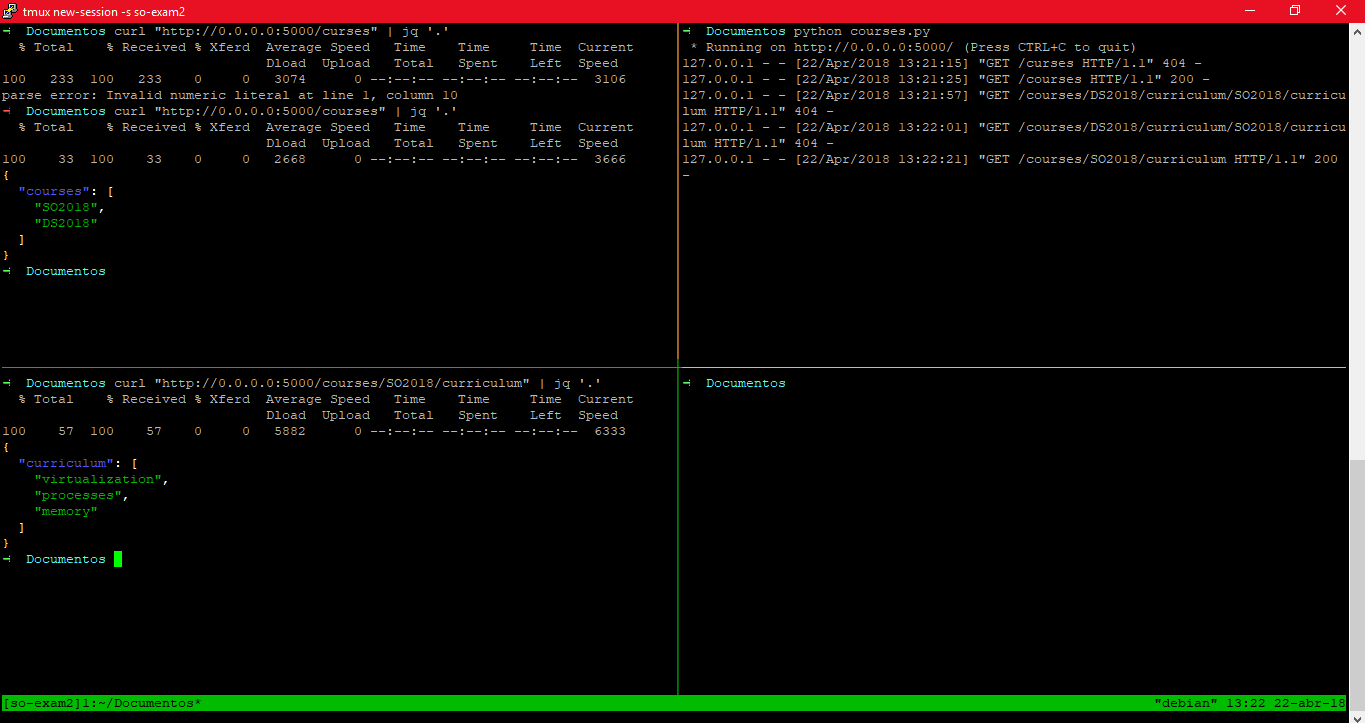 tmux new-session -s so-exam2
Documentos curl "http://0.0.0.0:5000/curses" | jq '.'
% Total % Received % Xferd Average Speed Time Time Time Current
Dload Upload Total Spent Left Speed
100 233 100 233 0 0 3074 0 --:--:-- --:--:-- --:--:-- 3106
parse error: Invalid numeric literal at line 1, column 10
Documentos curl "http://0.0.0.0:5000/courses" | jq '.'
% Total % Received % Xferd Average Speed Time Time Time Current
Dload Upload Total Spent Left Speed
100 33 100 33 0 0 2668 0 --:--:-- --:--:-- --:--:-- 3666
{
"courses": [
"SO2018",
"DS2018"
]
}
Documentos
Documentos python courses.py
* Running on http://0.0.0.0:5000/ (Press CTRL+C to quit)
127.0.0.1 - - [22/Apr/2018 13:21:15] "GET /curses HTTP/1.1" 404 -
127.0.0.1 - - [22/Apr/2018 13:21:25] "GET /courses HTTP/1.1" 200 -
127.0.0.1 - - [22/Apr/2018 13:21:57] "GET /courses/DS2018/curriculum/SO2018/curricu
lum HTTP/1.1" 404 -
127.0.0.1 - - [22/Apr/2018 13:22:01] "GET /courses/DS2018/curriculum/SO2018/curricu
lum HTTP/1.1" 404 -
127.0.0.1 - - [22/Apr/2018 13:22:21] "GET /courses/SO2018/curriculum HTTP/1.1" 200
-
Documentos curl "http://0.0.0.0:5000/courses/SO2018/curriculum" | jq '.'
% Total % Received % Xferd Average Speed Time Time Time Current
Dload Upload Total Spent Left Speed
100 57 100 57 0 0 5882 0 --:--:-- --:--:-- --:--:-- 6333
{
"curriculum": [
"virtualization",
"processes",
"memory"
]
}
Documentos
Documentos
[so-exam2]1:~/Documentos* "debian" 13:22 22-abr-18